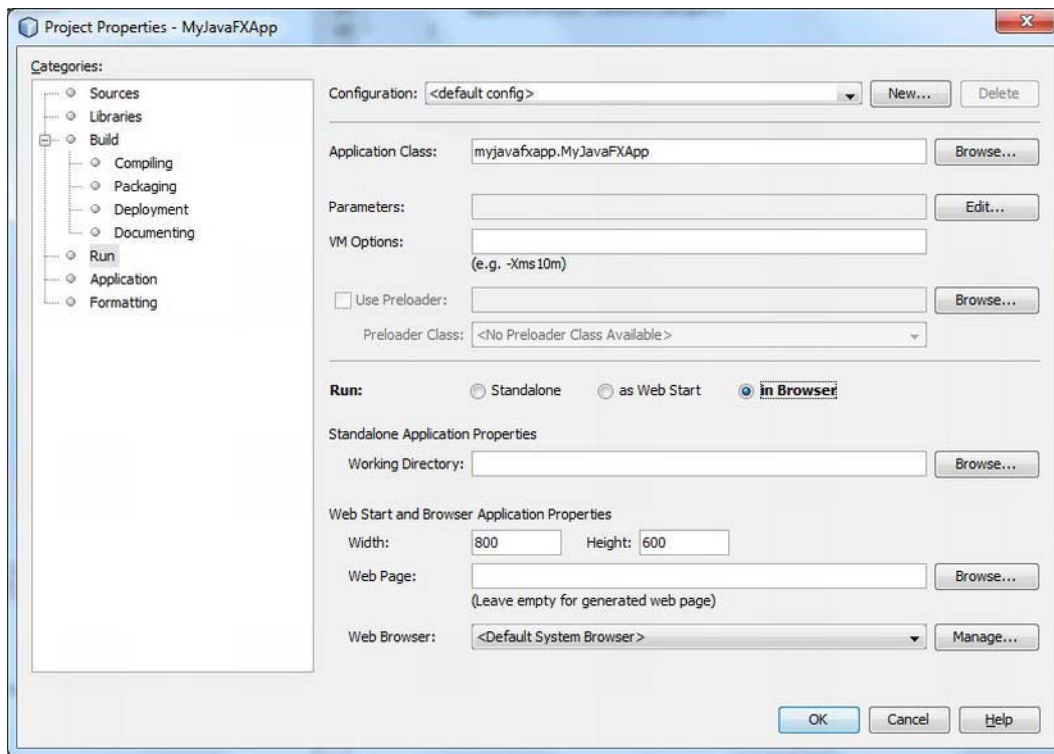 Project Properties - MyJavaFXApp
Categories:
Sources
Libraries
Build
Compiling
Packaging
Deployment
Documenting
Run
Application
Formatting
Configuration: <default config> New... Delete
Application Class: myjavafxapp.MyJavaFXApp Browse...
Parameters: Edit...
VM Options:
(e.g. -Xms10m)
Use Preloader: Browse...
Preloader Class: <No Preloader Class Available>
Run: Standalone as Web Start in Browser
Standalone Application Properties
Working Directory: Browse...
Web Start and Browser Application Properties
Width: 800 Height: 600
Web Page: Browse...
(Leave empty for generated web page)
Web Browser: <Default System Browser> Manage...
OK Cancel Help